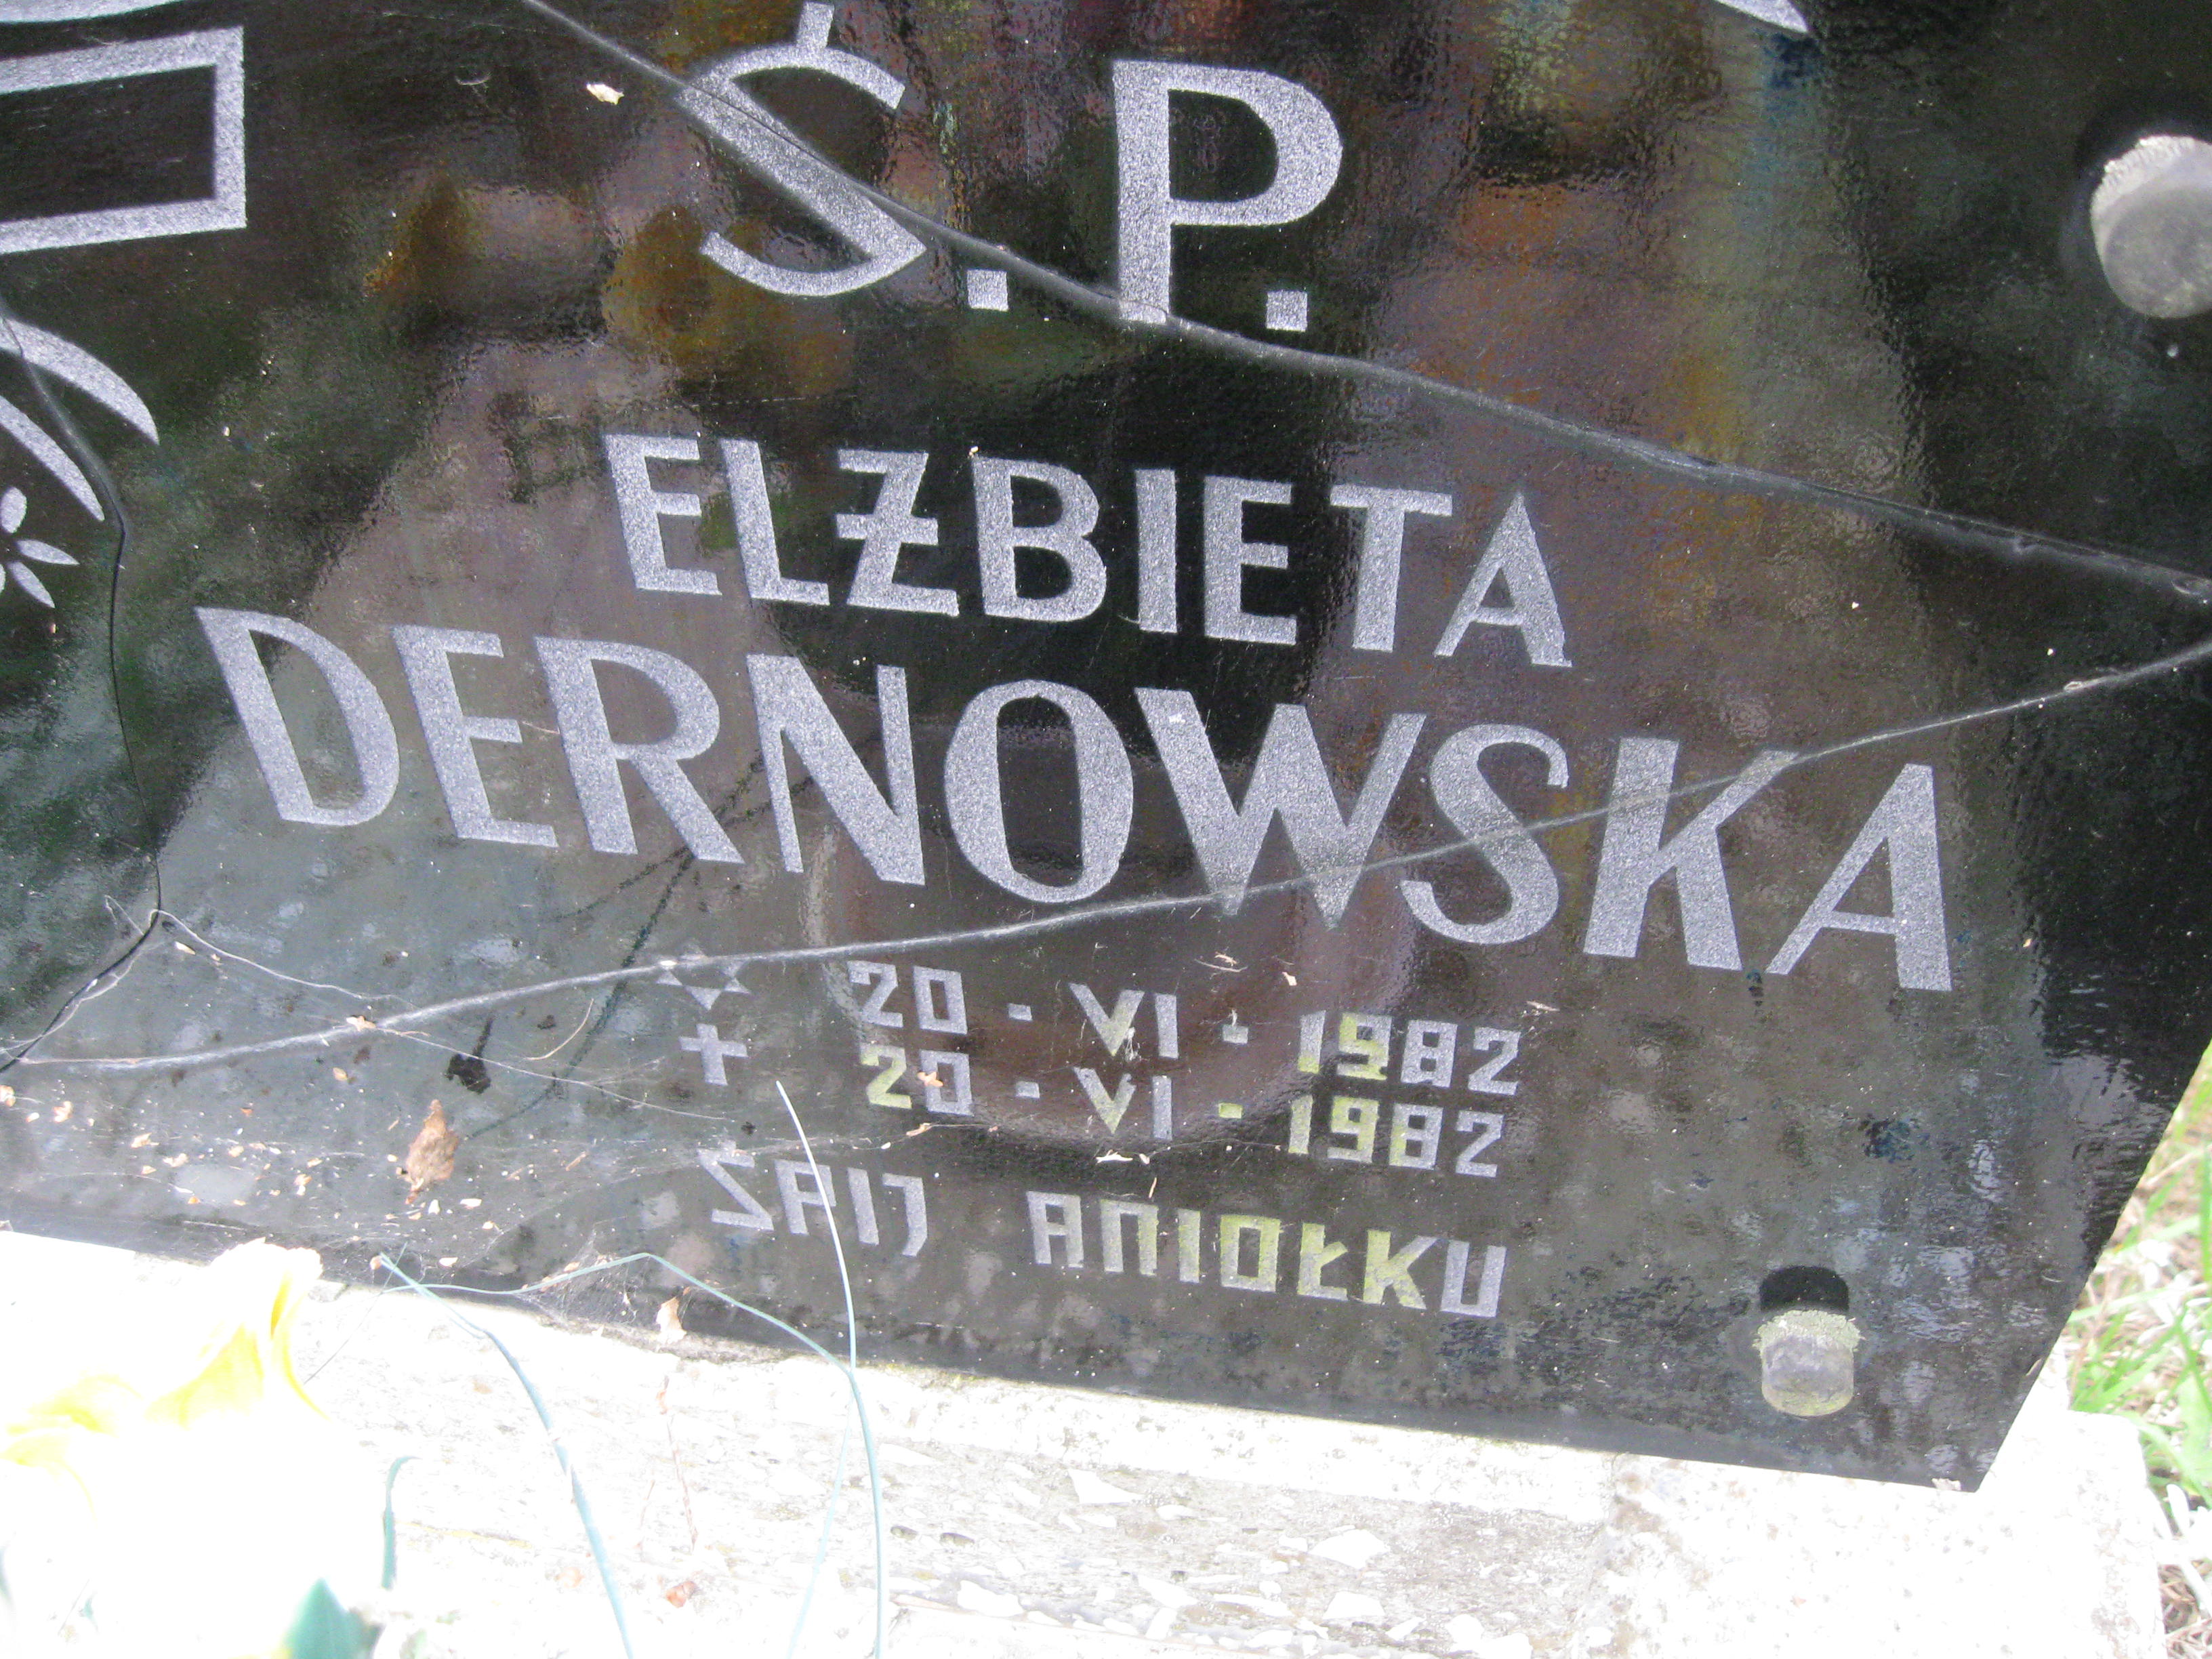 Ś.P.
ELŻBIETA
DERNOWSKA
20 - VI - 1982
20 - VI - 1982
ŚPIJ ANIOŁKU